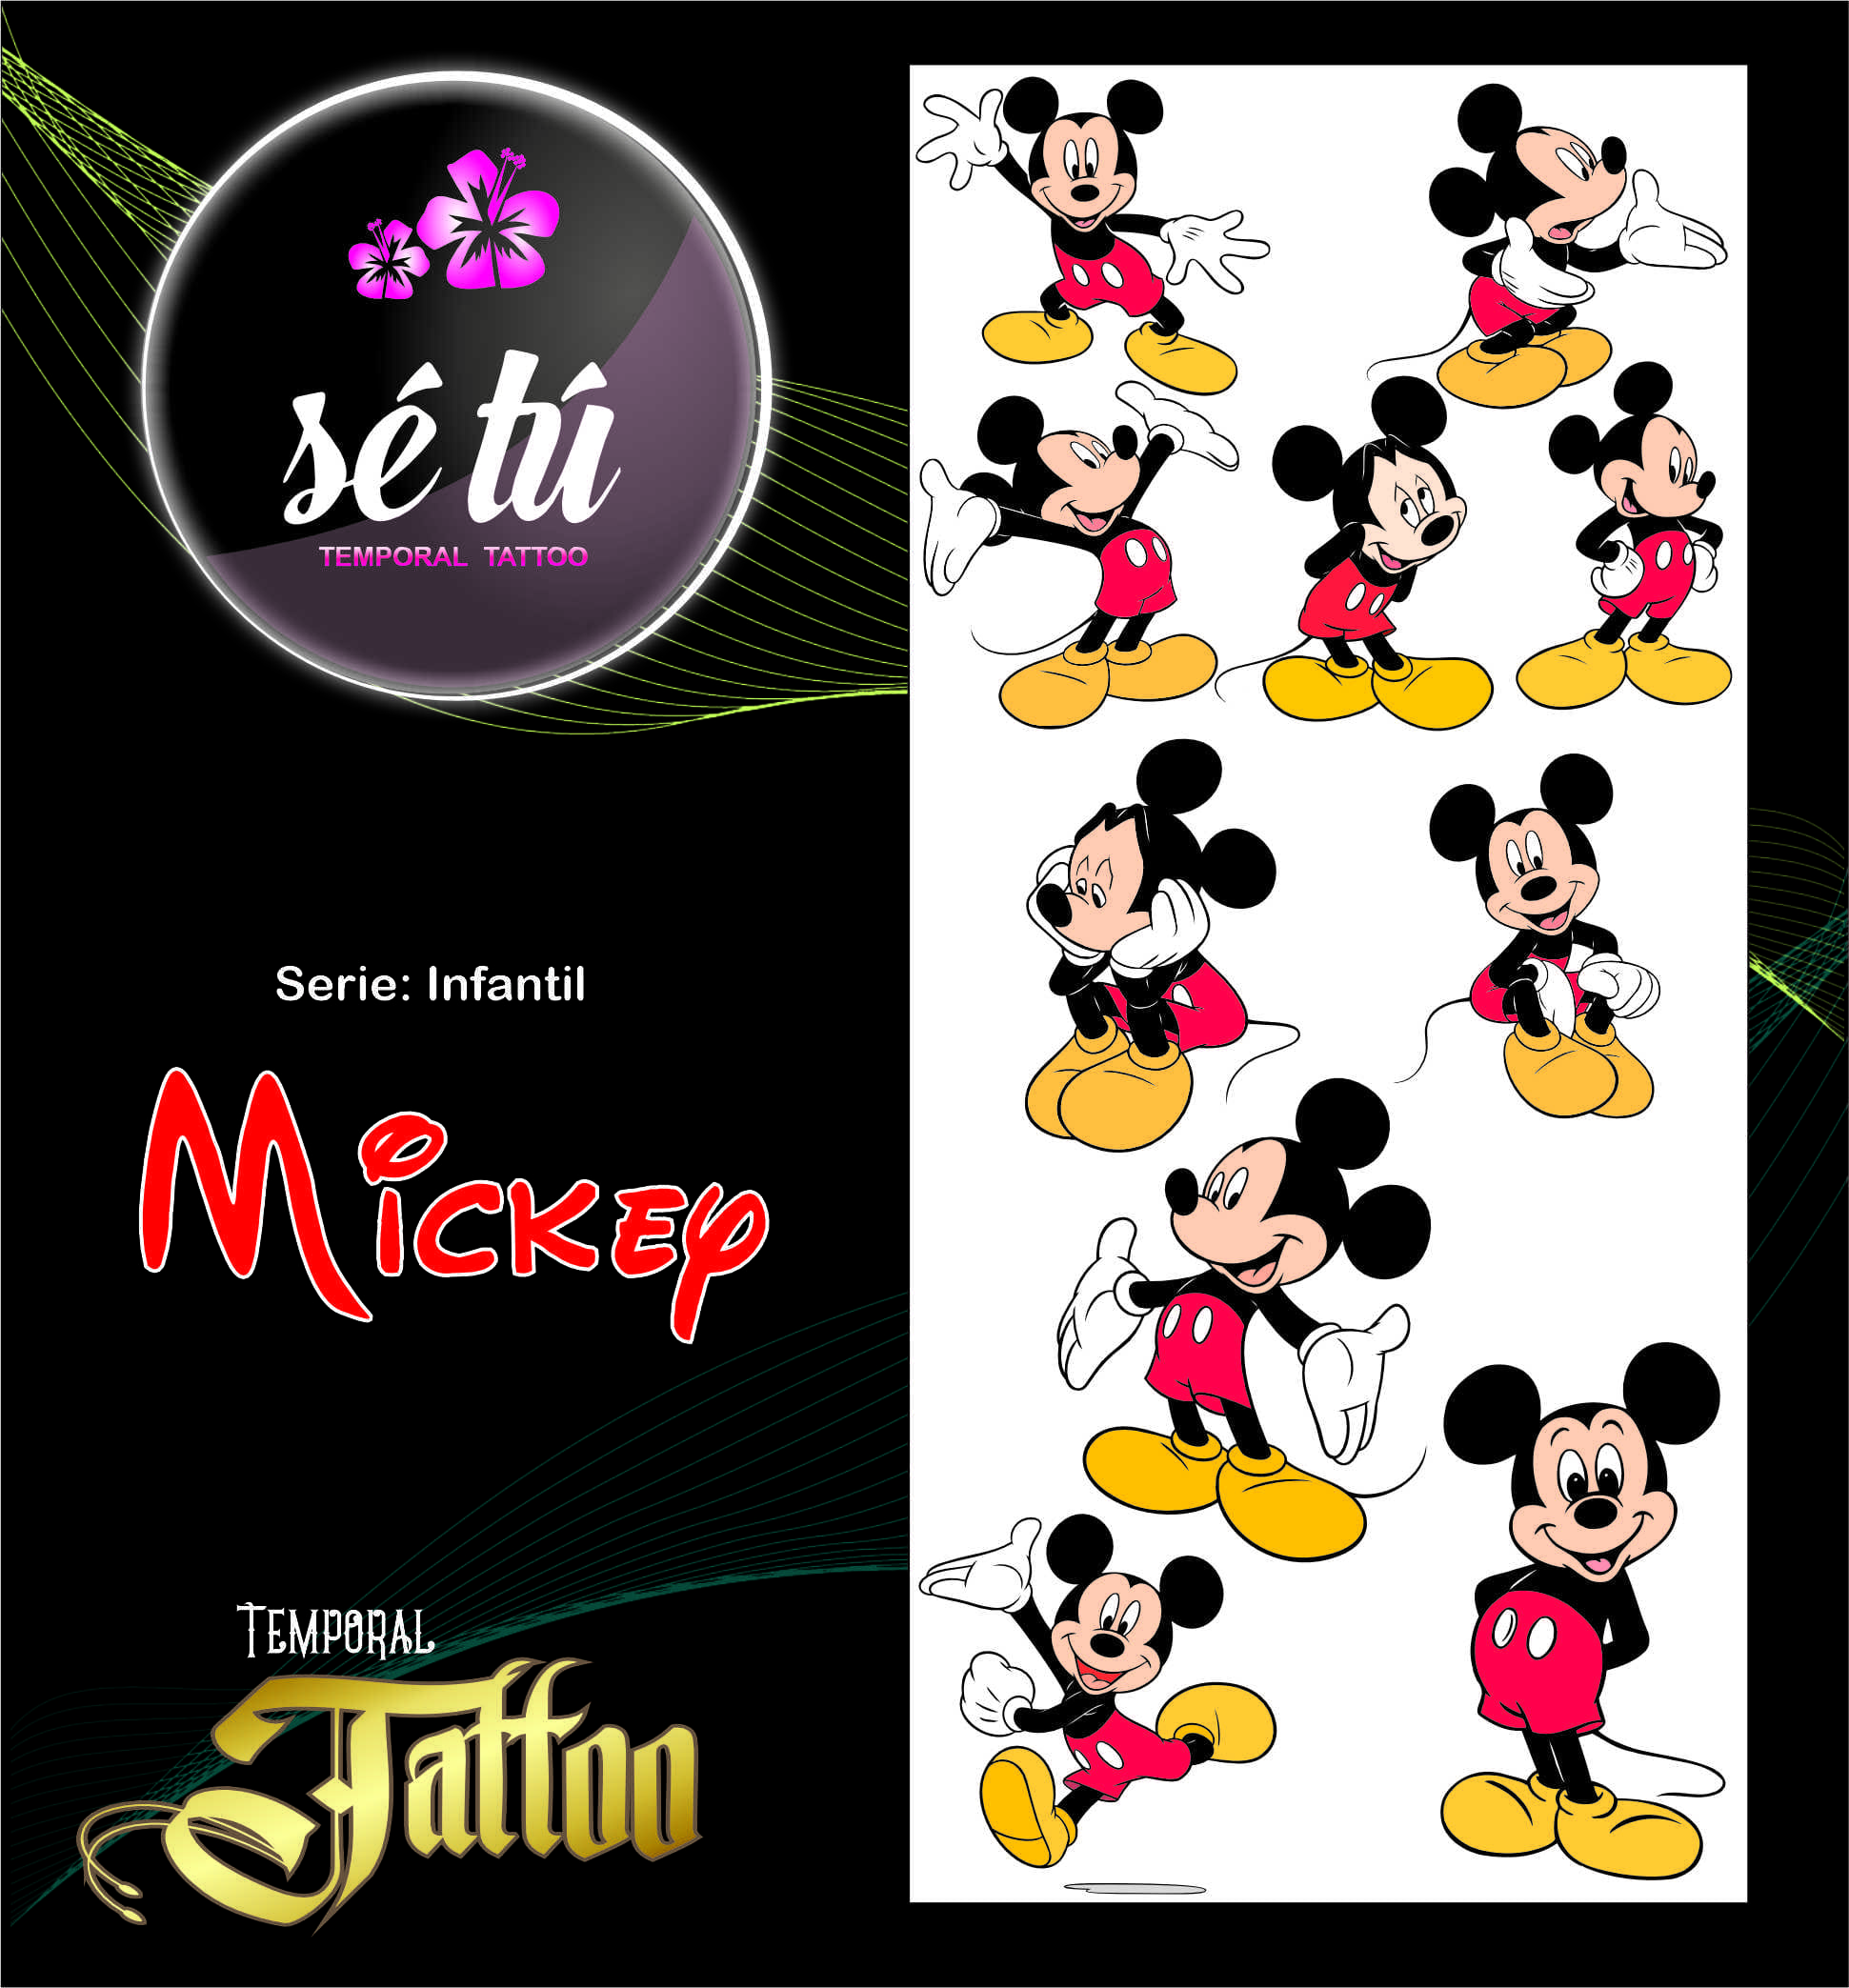 sé tú
TEMPORAL TATTOO
Serie: Infantil
Mickey
TEMPORAL
Tattoo